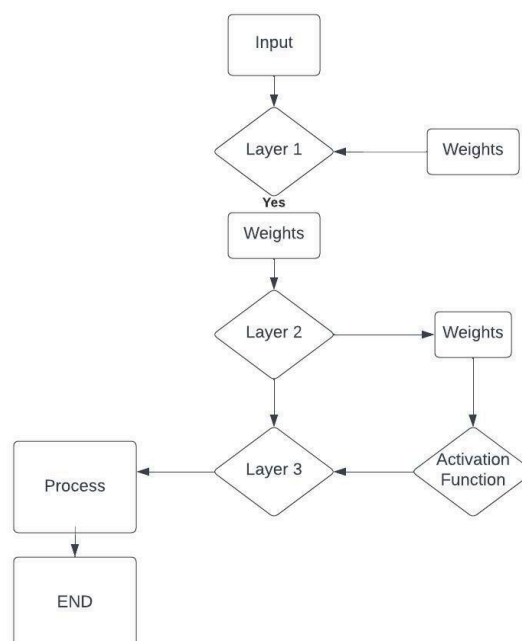 Input
Layer 1
Weights
Yes
Weights
Layer 2
Weights
Process
Layer 3
Activation
Function
END